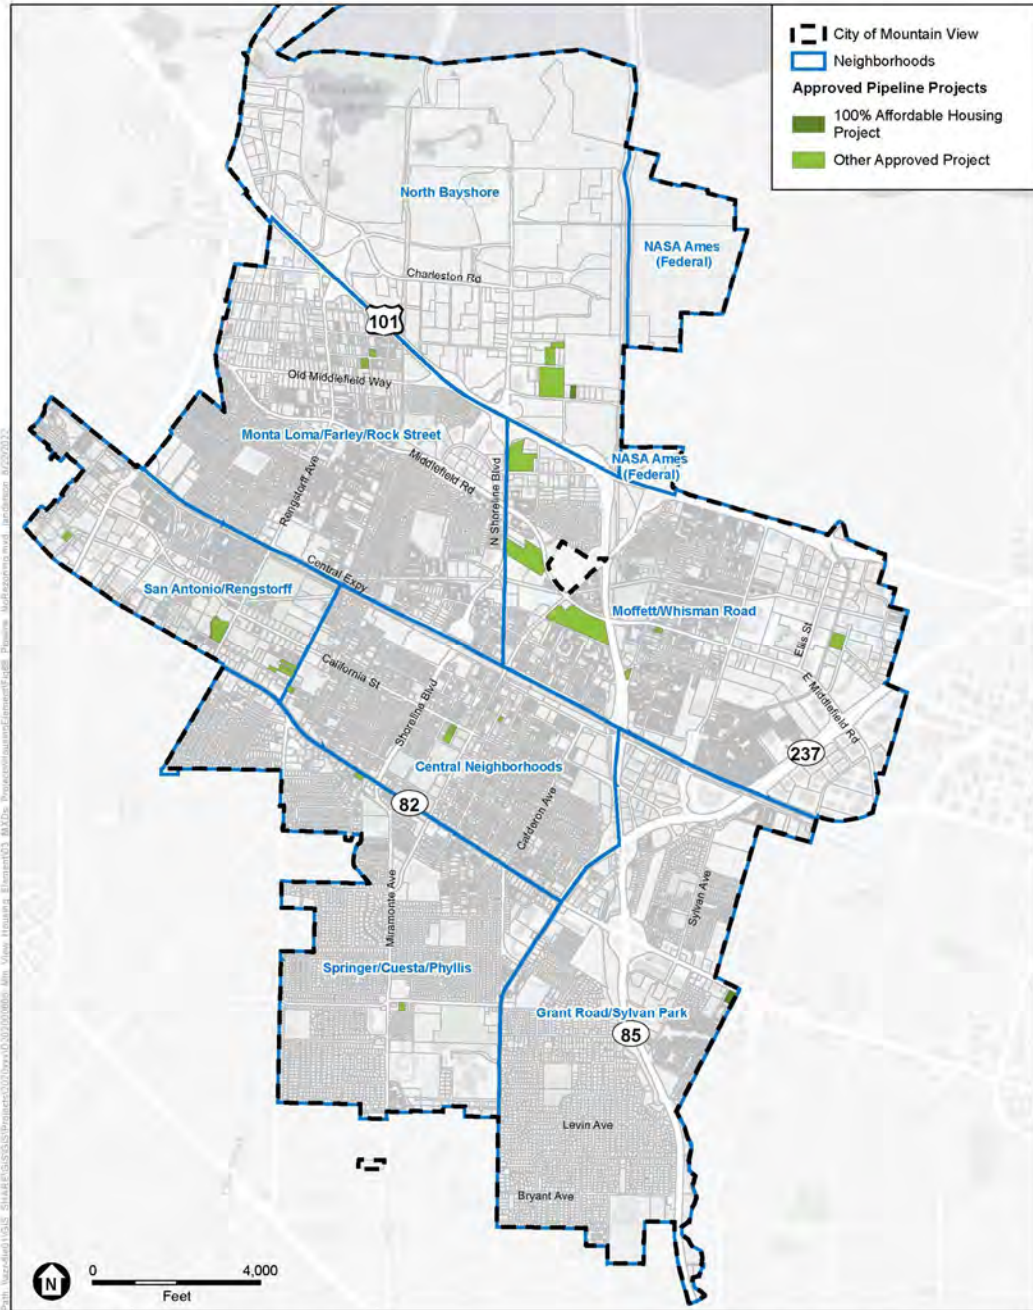 City of Mountain View
Neighborhoods
Approved Pipeline Projects
100% Affordable Housing
Project
Other Approved Project
North Bayshore
NASA Ames
(Federal)
Charleston Rd
101
Old Middlefield Way
Monta Loma/Farley/Rock Street
Middlefield Rd
Rengstorff Ave
N Shoreline Blvd
NASA Ames
(Federal)
Central Expy
San Antonio/Rengstorff
Moffett/Whisman Road
Ellis St
California St
E Middlefield Rd
Shoreline Blvd
237
Central Neighborhoods
82
Calderon Ave
Miramonte Ave
Sylvan Ave
Springer/Cuesta/Phyllis
Grant Road/Sylvan Park
85
Levin Ave
Bryant Ave
N
0
4,000
Feet